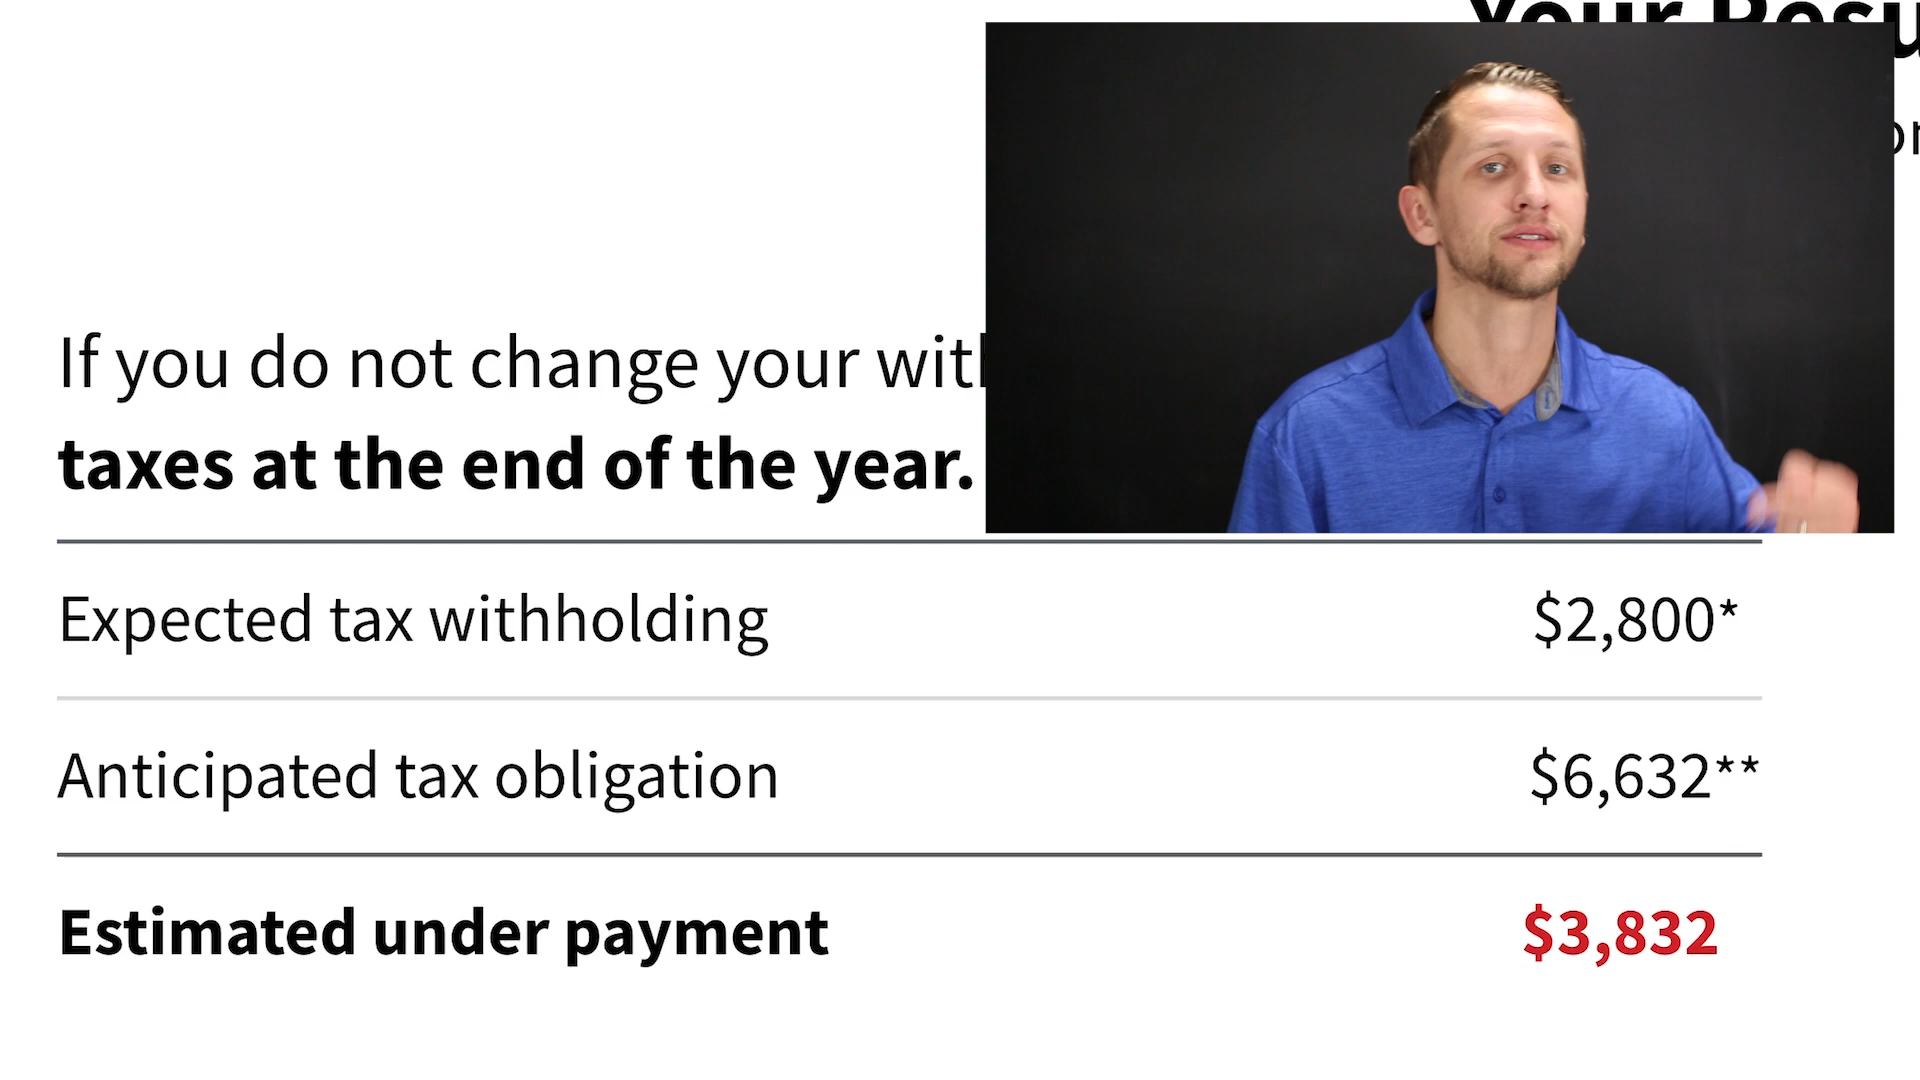 Your
If you do not change your
taxes at the end of the year.
Expected tax withholding $2,800*
Anticipated tax obligation $6,632**
Estimated under payment $3,832